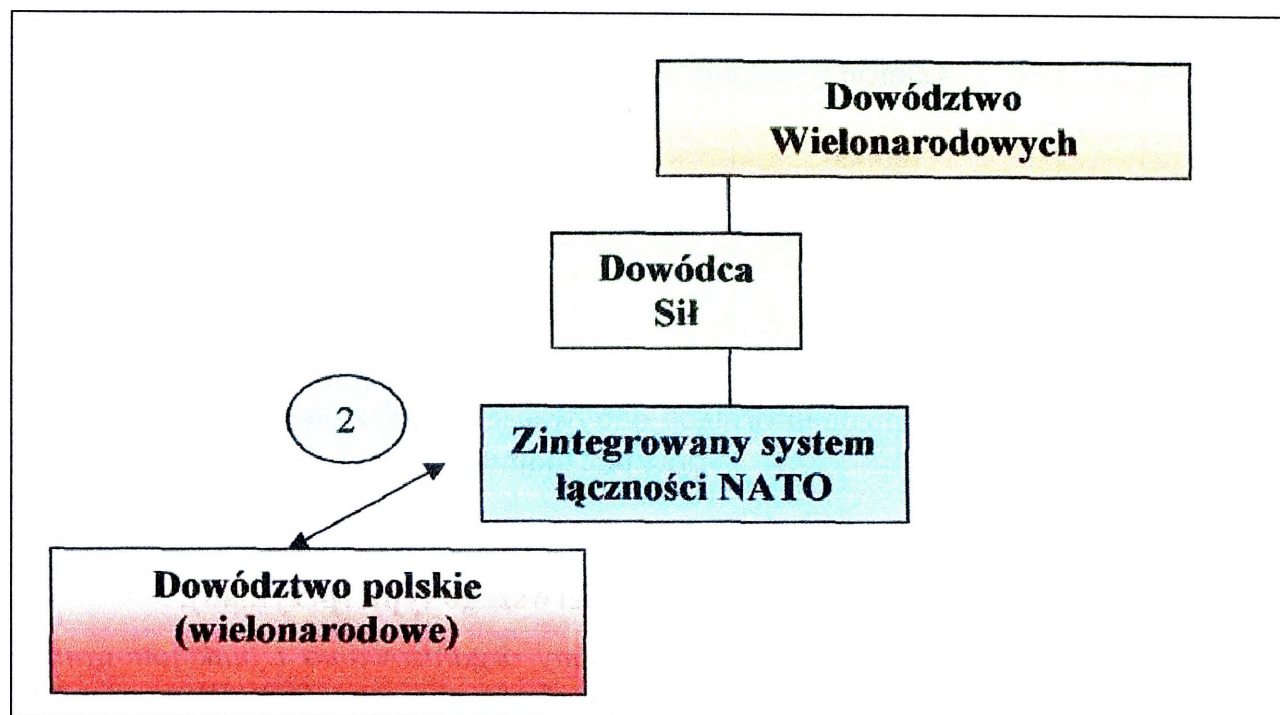 Dowództwo
Wielonarodowych
Dowódca
Sił
2
Zintegrowany system
łączności NATO
Dowództwo polskie
(wielonarodowe)